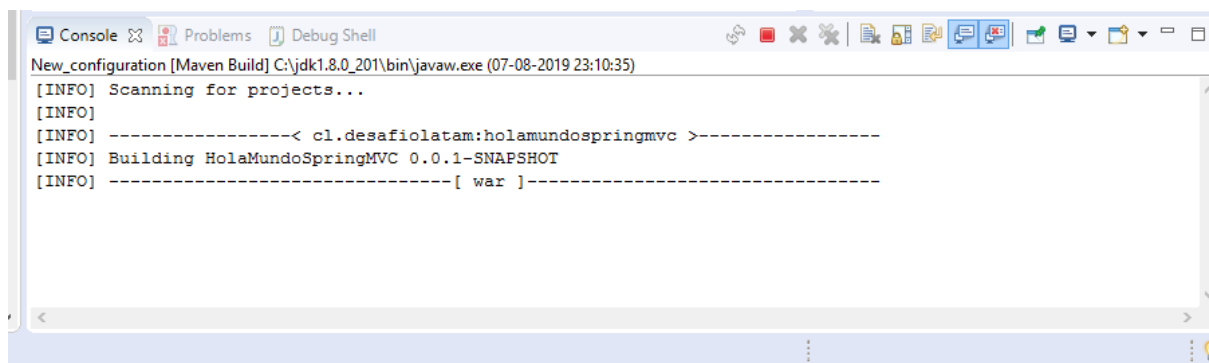 Console Problems Debug Shell
New_configuration [Maven Build] C:\jdk1.8.0_201\bin\javaw.exe (07-08-2019 23:10:35)
[INFO] Scanning for projects...
[INFO]
[INFO] -----------------< cl.desafiolatam:holamundospringmvc >-----------------
[INFO] Building HolaMundoSpringMVC 0.0.1-SNAPSHOT
[INFO] --------------------------------[ war ]---------------------------------